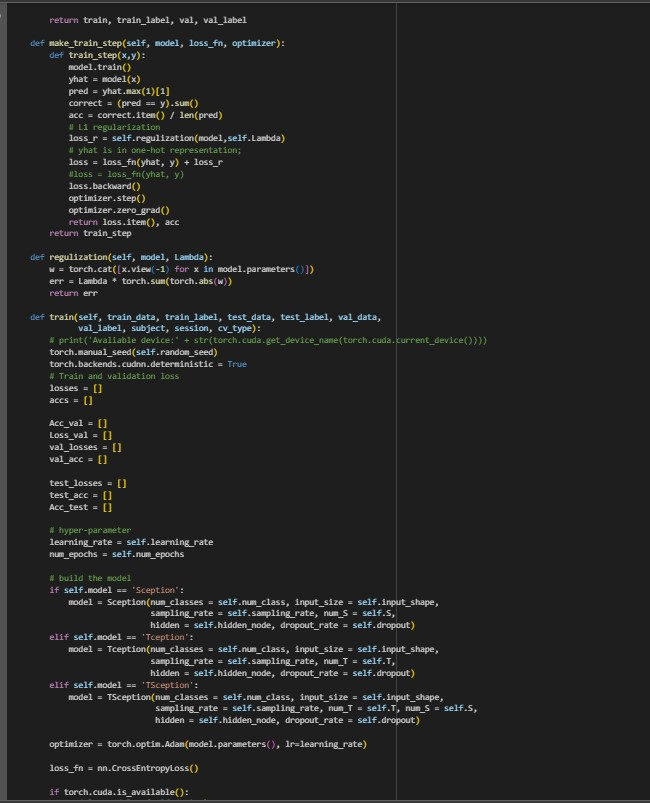 return train, train_label, val, val_label
def make_train_step(self, model, loss_fn, optimizer):
def train_step(x,y):
model.train()
yhat = model(x)
pred = yhat.max(1)[1]
correct = (pred == y).sum()
acc = correct.item() / len(pred)
# L1 regularization
loss_r = self.regulization(model,self.Lambda)
# yhat is in one-hot representation;
loss = loss_fn(yhat, y) + loss_r
#loss = loss_fn(yhat, y)
loss.backward()
optimizer.step()
optimizer.zero_grad()
return loss.item(), acc
return train_step
def regulization(self, model, Lambda):
w = torch.cat([x.view(-1) for x in model.parameters()])
err = Lambda * torch.sum(torch.abs(w))
return err
def train(self, train_data, train_label, test_data, test_label, val_data,
val_label, subject, session, cv_type):
# print('Avaliable device:' + str(torch.cuda.get_device_name(torch.cuda.current_device())))
torch.manual_seed(self.random_seed)
torch.backends.cudnn.deterministic = True
# Train and validation loss
losses = []
accs = []
Acc_val = []
Loss_val = []
val_losses = []
val_acc = []
test_losses = []
test_acc = []
Acc_test = []
# hyper-parameter
learning_rate = self.learning_rate
num_epochs = self.num_epochs
# build the model
if self.model == 'Sception':
model = Sception(num_classes = self.num_class, input_size = self.input_shape,
sampling_rate = self.sampling_rate, num_S = self.S,
hidden = self.hidden_node, dropout_rate = self.dropout)
elif self.model == 'Tception':
model = Tception(num_classes = self.num_class, input_size = self.input_shape,
sampling_rate = self.sampling_rate, num_T = self.T,
hidden = self.hidden_node, dropout_rate = self.dropout)
elif self.model == 'TSception':
model = TSception(num_classes = self.num_class, input_size = self.input_shape,
sampling_rate = self.sampling_rate, num_T = self.T, num_S = self.S,
hidden = self.hidden_node, dropout_rate = self.dropout)
optimizer = torch.optim.Adam(model.parameters(), lr=learning_rate)
loss_fn = nn.CrossEntropyLoss()
if torch.cuda.is_available():